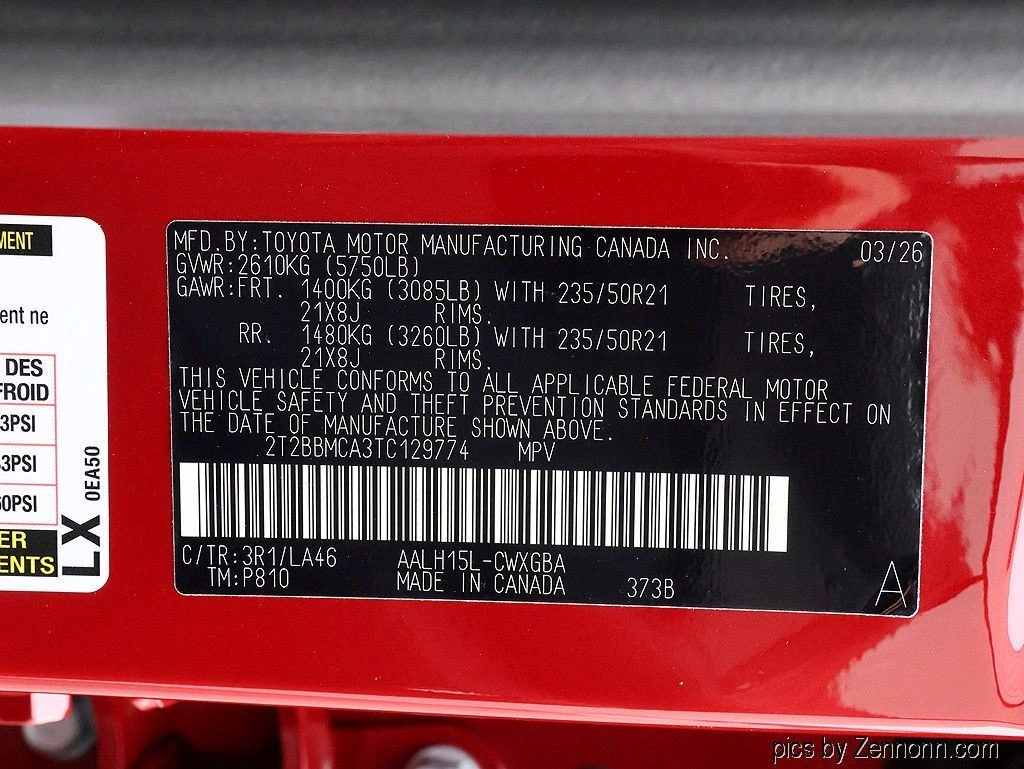 MENT
ent ne
DES
FROID
3PSI
3PSI
60PSI
ER
ENTS
LX 0EA50
MFD.BY:TOYOTA MOTOR MANUFACTURING CANADA INC. 03/26
GVWR:2610KG (5750LB)
GAWR:FRT. 1400KG (3085LB) WITH 235/50R21 TIRES,
21X8J RIMS.
RR. 1480KG (3260LB) WITH 235/50R21 TIRES,
21X8J RIMS.
THIS VEHICLE CONFORMS TO ALL APPLICABLE FEDERAL MOTOR
VEHICLE SAFETY AND THEFT PREVENTION STANDARDS IN EFFECT ON
THE DATE OF MANUFACTURE SHOWN ABOVE.
2T2BBMCA3TC129774 MPV
C/TR:3R1/LA46 AALH15L-CWXGBA
TM:P810 MADE IN CANADA 373B A
pics by Zennonn.com